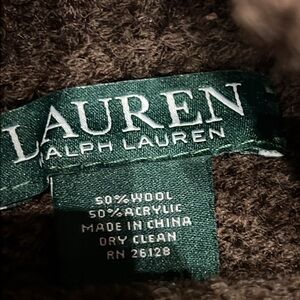 LAUREN
RALPH LAUREN
50% WOOL
50% ACRYLIC
MADE IN CHINA
DRY CLEAN
RN 26128